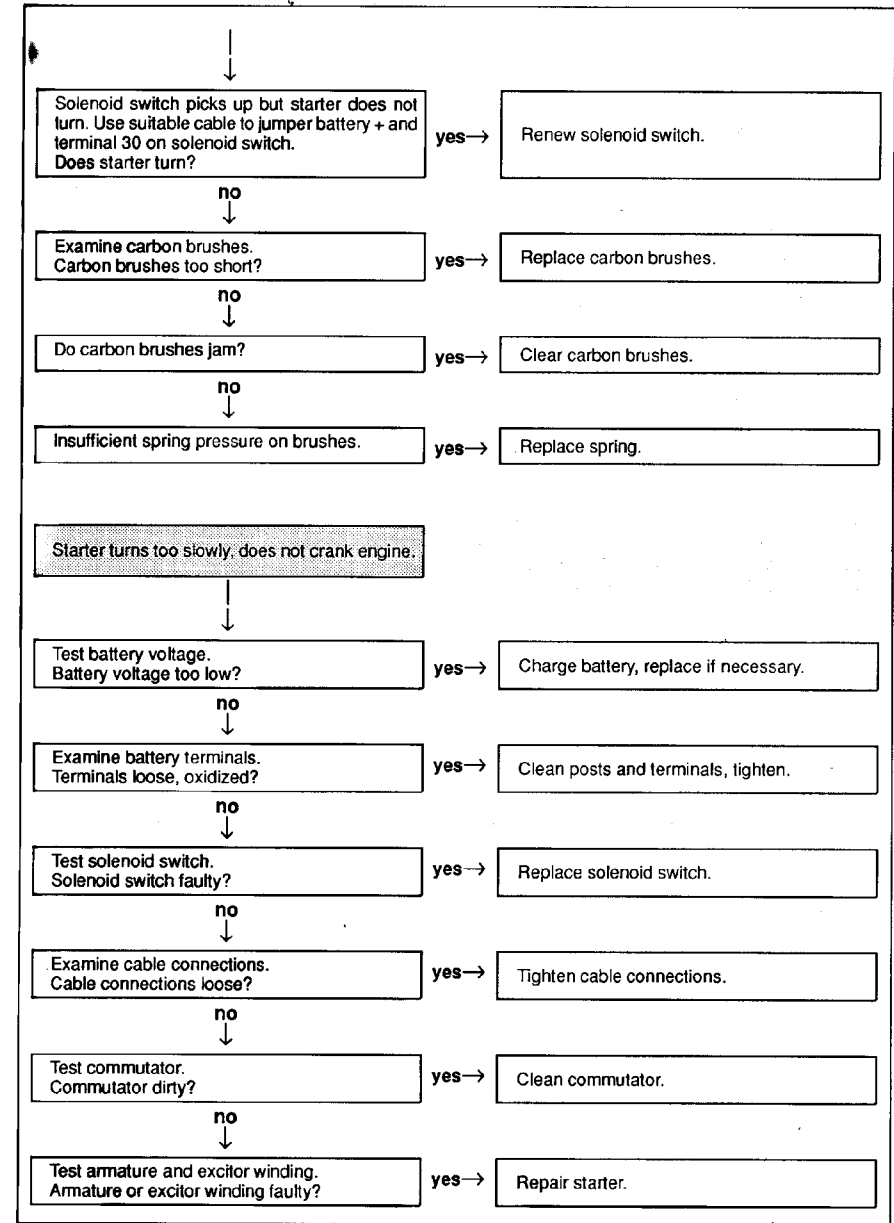 Solenoid switch picks up but starter does not
turn. Use suitable cable to jumper battery + and
terminal 30 on solenoid switch.
Does starter turn?
yes→
Renew solenoid switch.
no
↓
Examine carbon brushes.
Carbon brushes too short?
yes→
Replace carbon brushes.
no
↓
Do carbon brushes jam?
yes→
Clear carbon brushes.
no
↓
Insufficient spring pressure on brushes.
yes→
Replace spring.
Starter turns too slowly, does not crank engine.
↓
Test battery voltage.
Battery voltage too low?
yes→
Charge battery, replace if necessary.
no
↓
Examine battery terminals.
Terminals loose, oxidized?
yes→
Clean posts and terminals, tighten.
no
↓
Test solenoid switch.
Solenoid switch faulty?
yes→
Replace solenoid switch.
no
↓
Examine cable connections.
Cable connections loose?
yes→
Tighten cable connections.
no
↓
Test commutator.
Commutator dirty?
yes→
Clean commutator.
no
↓
Test armature and excitor winding.
Armature or excitor winding faulty?
yes→
Repair starter.